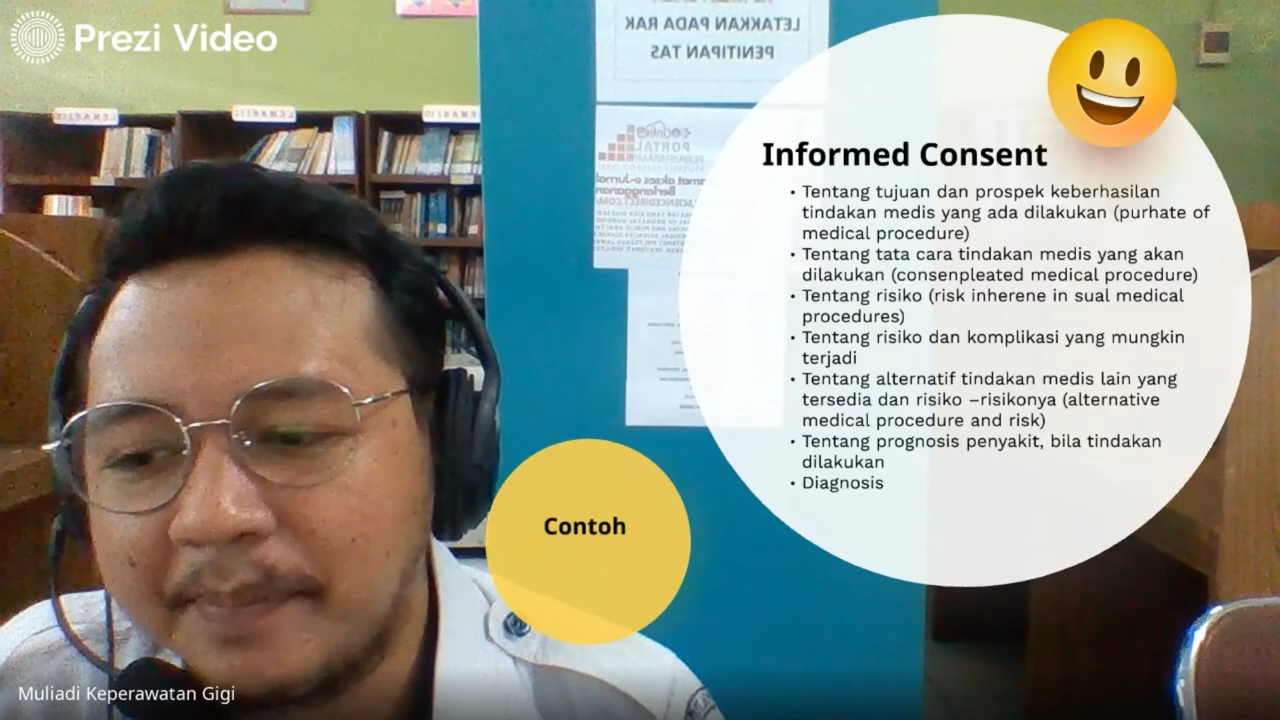 Prezi Video
LETAKKAN PADA RAK
PENITIPAN TAS
PORTAL
Informed Consent
• Tentang tujuan dan prospek keberhasilan
tindakan medis yang ada dilakukan (purhate of
medical procedure)
• Tentang tata cara tindakan medis yang akan
dilakukan (consenpleated medical procedure)
• Tentang risiko (risk inherene in sual medical
procedures)
• Tentang risiko dan komplikasi yang mungkin
terjadi
• Tentang alternatif tindakan medis lain yang
tersedia dan risiko –risikonya (alternative
medical procedure and risk)
• Tentang prognosis penyakit, bila tindakan
dilakukan
• Diagnosis
Contoh
Muliadi Keperawatan Gigi